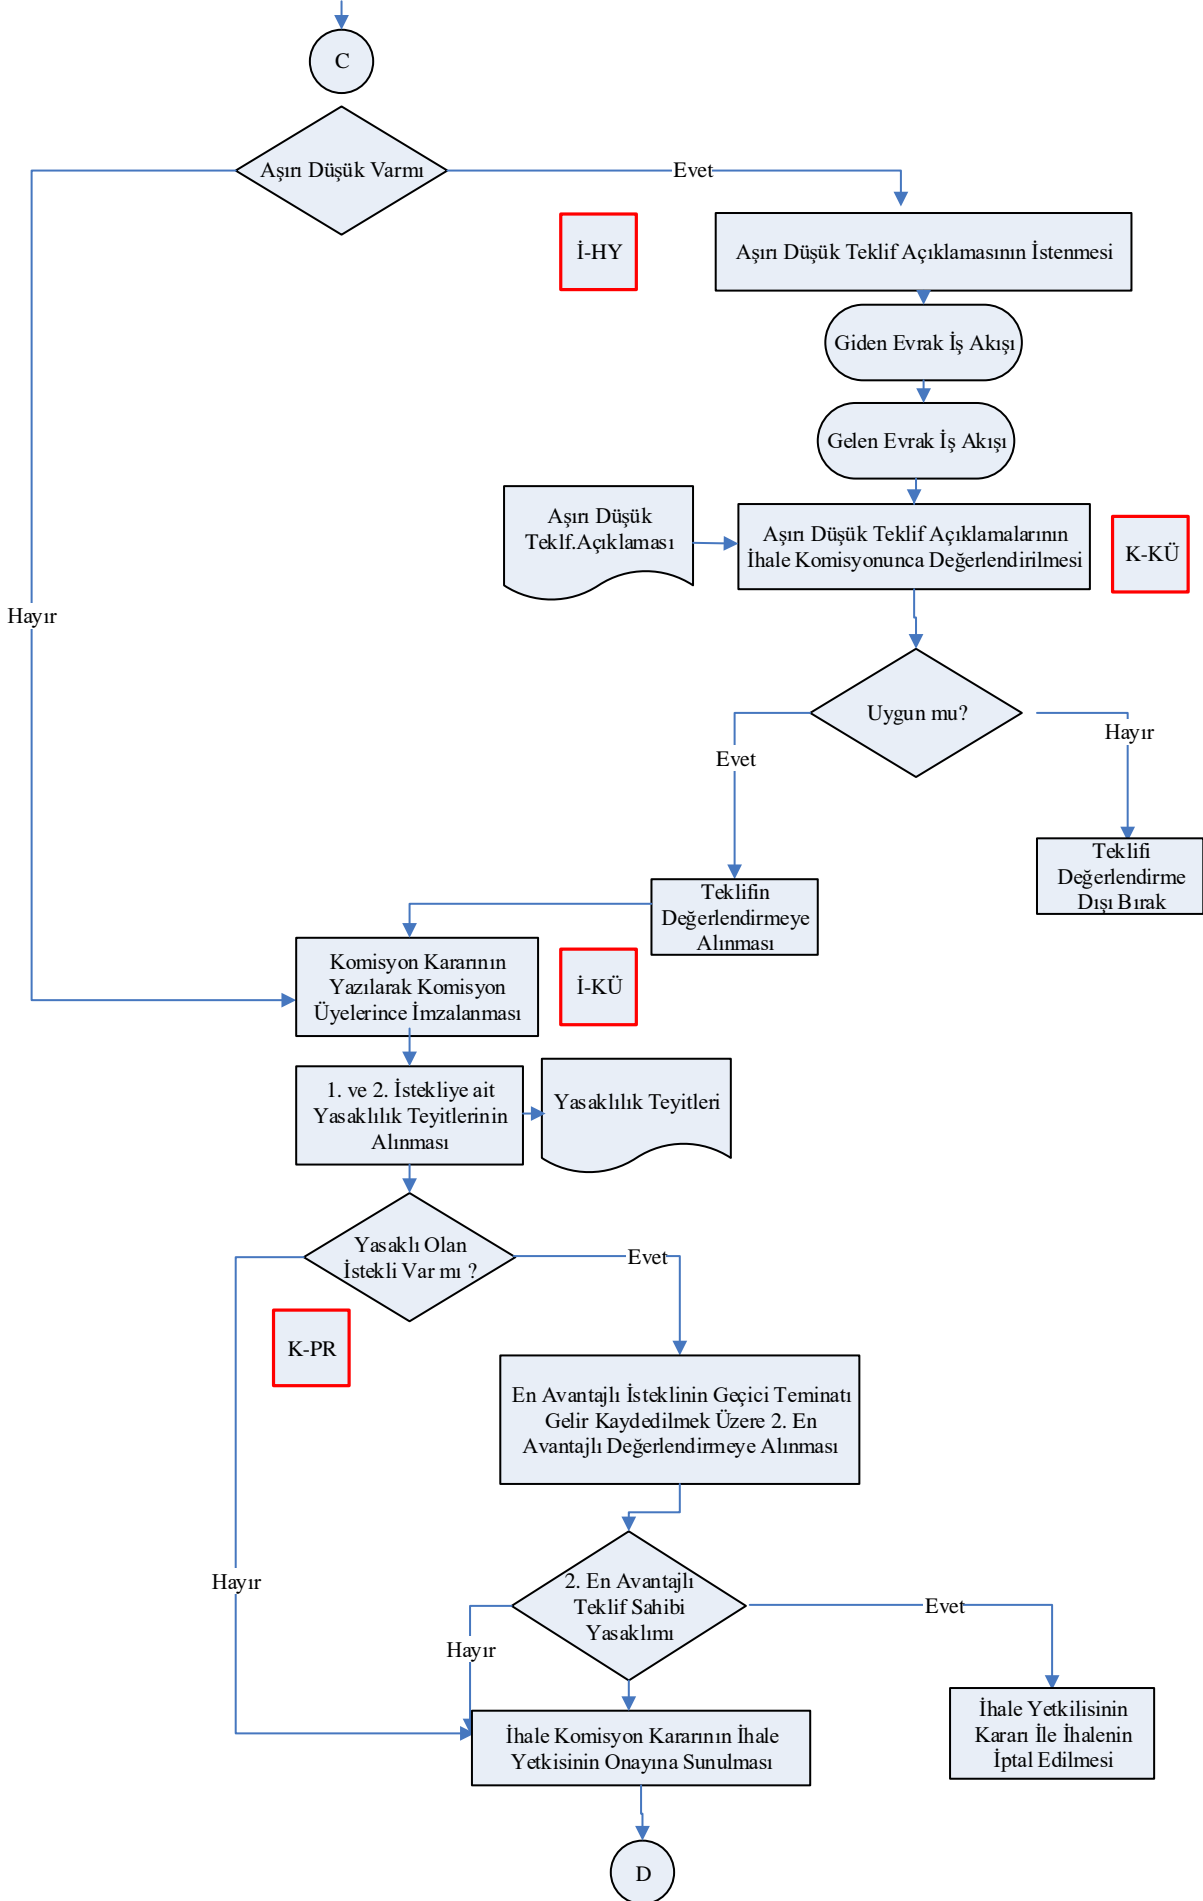 C
Aşırı Düşük Varmı
Evet
İ-HY
Aşırı Düşük Teklif Açıklamasının İstenmesi
Giden Evrak İş Akışı
Gelen Evrak İş Akışı
Aşırı Düşük
Teklf.Açıklaması
Aşırı Düşük Teklif Açıklamalarının
İhale Komisyonunca Değerlendirilmesi
K-KÜ
Hayır
Uygun mu?
Hayır
Evet
Teklifi
Değerlendirme
Dışı Bırak
Teklifin
Değerlendirmeye
Alınması
Komisyon Kararının
Yazılarak Komisyon
Üyelerince İmzalanması
İ-KÜ
1. ve 2. İstekliye ait
Yasaklılık Teyitlerinin
Alınması
Yasaklılık Teyitleri
Yasaklı Olan
İstekli Var mı ?
Evet
K-PR
En Avantajlı İsteklinin Geçici Teminatı
Gelir Kaydedilmek Üzere 2. En
Avantajlı Değerlendirmeye Alınması
Hayır
2. En Avantajlı
Teklif Sahibi
Yasaklımı
Evet
Hayır
İhale Komisyon Kararının İhale
Yetkisinin Onayına Sunulması
İhale Yetkilisinin
Kararı İle İhalenin
İptal Edilmesi
D